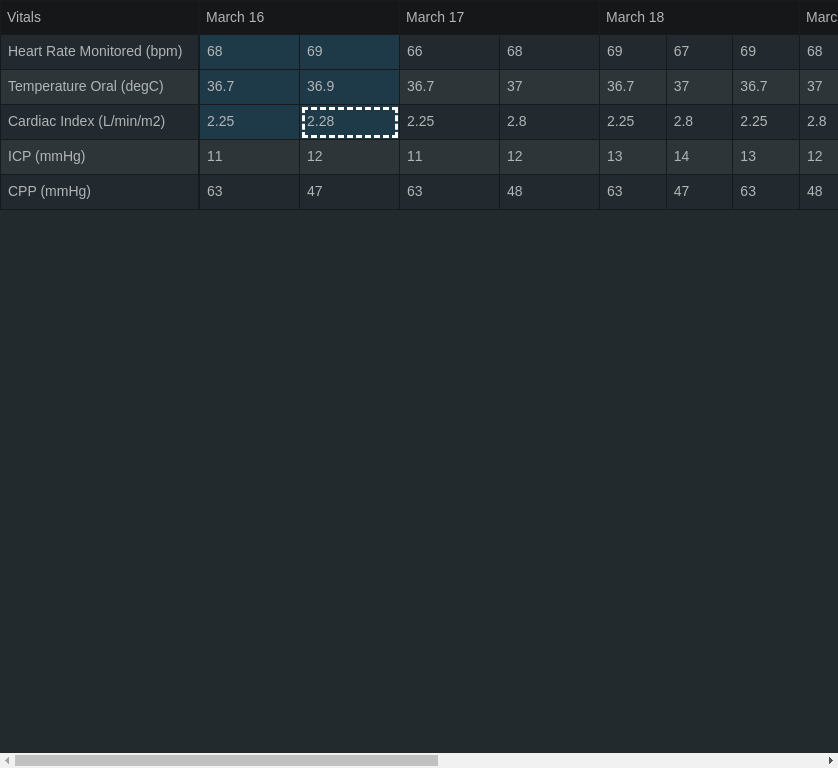 Vitals March 16 March 17 March 18 Marc
Heart Rate Monitored (bpm) 68 69 66 68 69 67 69 68
Temperature Oral (degC) 36.7 36.9 36.7 37 36.7 37 36.7 37
Cardiac Index (L/min/m2) 2.25 2.28 2.25 2.8 2.25 2.8 2.25 2.8
ICP (mmHg) 11 12 11 12 13 14 13 12
CPP (mmHg) 63 47 63 48 63 47 63 48